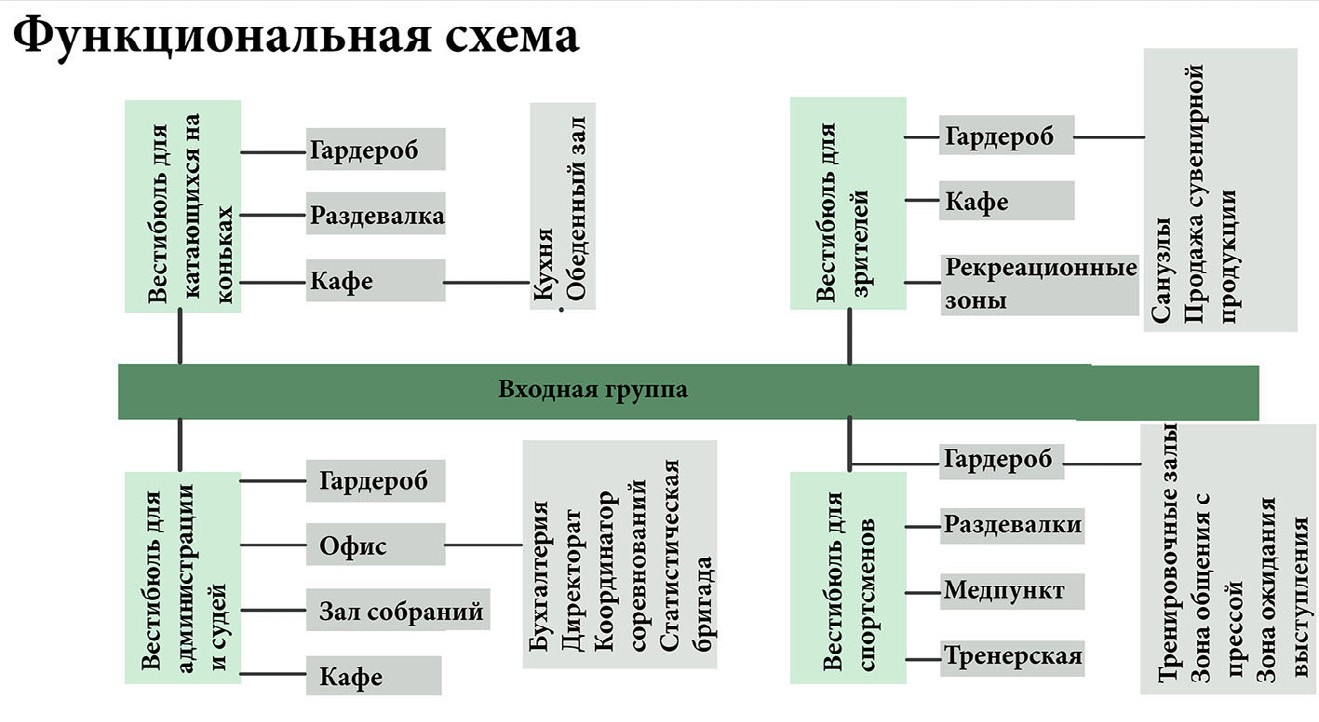 Функциональная схема
Вестибюль для
катающихся на
коньках
Гардероб
Раздевалка
Кафе
Кухня
Обеденный зал
Вестибюль для
зрителей
Гардероб
Кафе
Рекреационные
зоны
Санузлы
Продажа сувенирной
продукции
Входная группа
Вестибюль для
администрации
и судей
Гардероб
Офис
Зал собраний
Кафе
Бухгалтерия
Директорат
Координатор
соревнований
Статистическая
бригада
Вестибюль для
спортсменов
Гардероб
Раздевалки
Медпункт
Тренерская
Тренировочные залы
Зона общения с
прессой
Зона ожидания
выступления